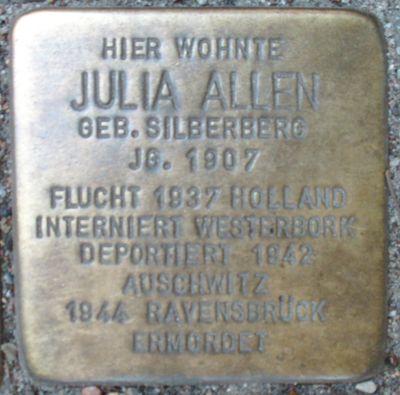 HIER WOHNTE
JULIA ALLEN
GEB. SILBERBERG
JG. 1907
FLUCHT 1937 HOLLAND
INTERNIERT WESTERBORK
DEPORTIERT 1942
AUSCHWITZ
1944 RAVENSBRÜCK
ERMORDET